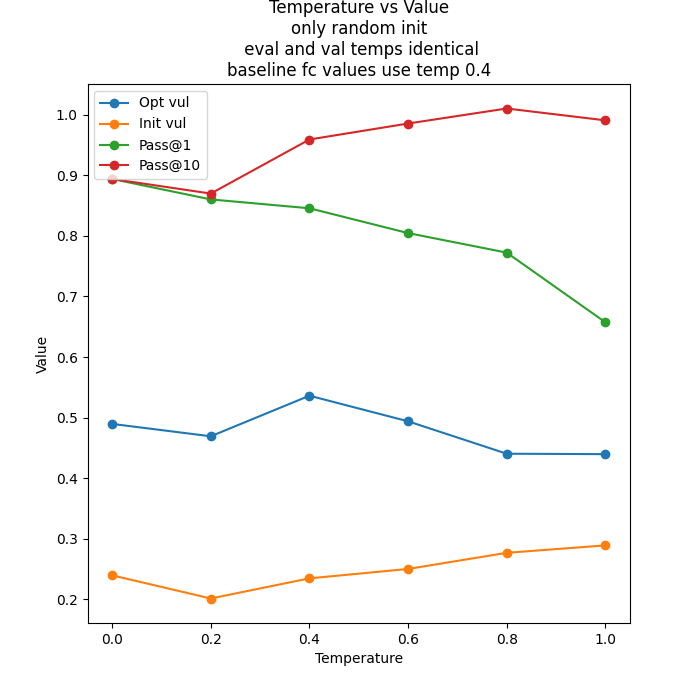 Temperature vs Value
only random init
eval and val temps identical
baseline fc values use temp 0.4
Opt vul
Init vul
Pass@1
Pass@10
1.0
0.9
0.8
0.7
0.6
0.5
0.4
0.3
0.2
Value
0.0 0.2 0.4 0.6 0.8 1.0
Temperature